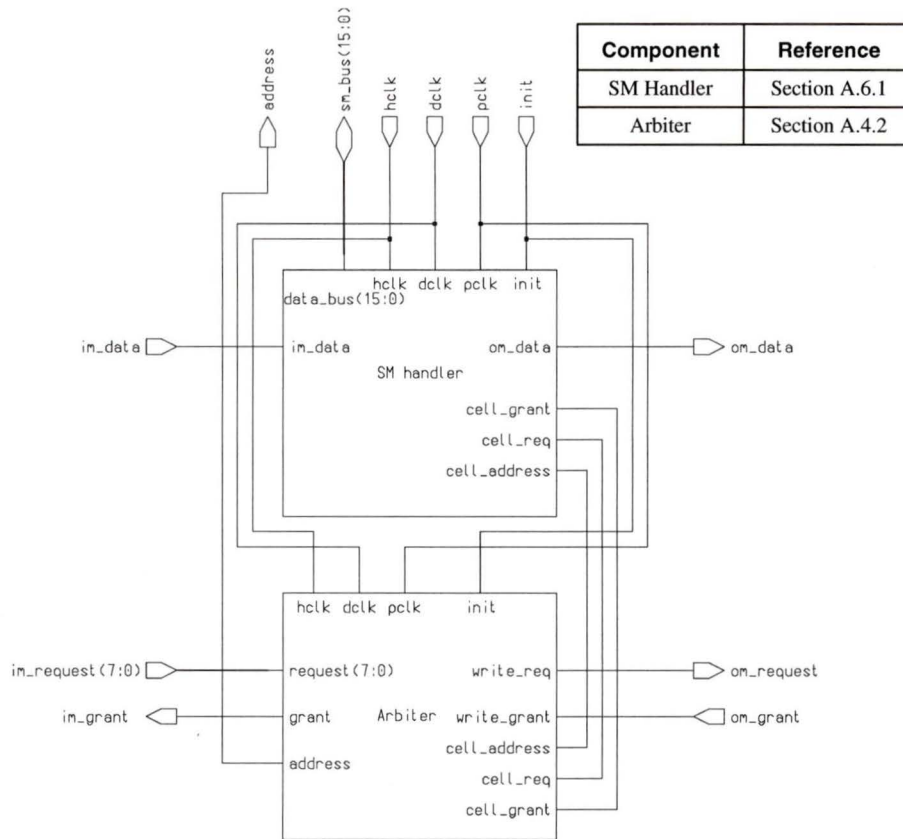 address
sm_bus(15:0)
hclk
dclk
pclk
init
Component Reference
SM Handler Section A.6.1
Arbiter Section A.4.2
hclk dclk pclk init
data_bus(15:0)
im_data
im_data
om_data
om_data
SM handler
cell_grant
cell_req
cell_address
hclk dclk pclk init
im_request(7:0)
request(7:0)
write_req
om_request
im_grant
grant
Arbiter
write_grant
om_grant
cell_address
address
cell_req
cell_grant